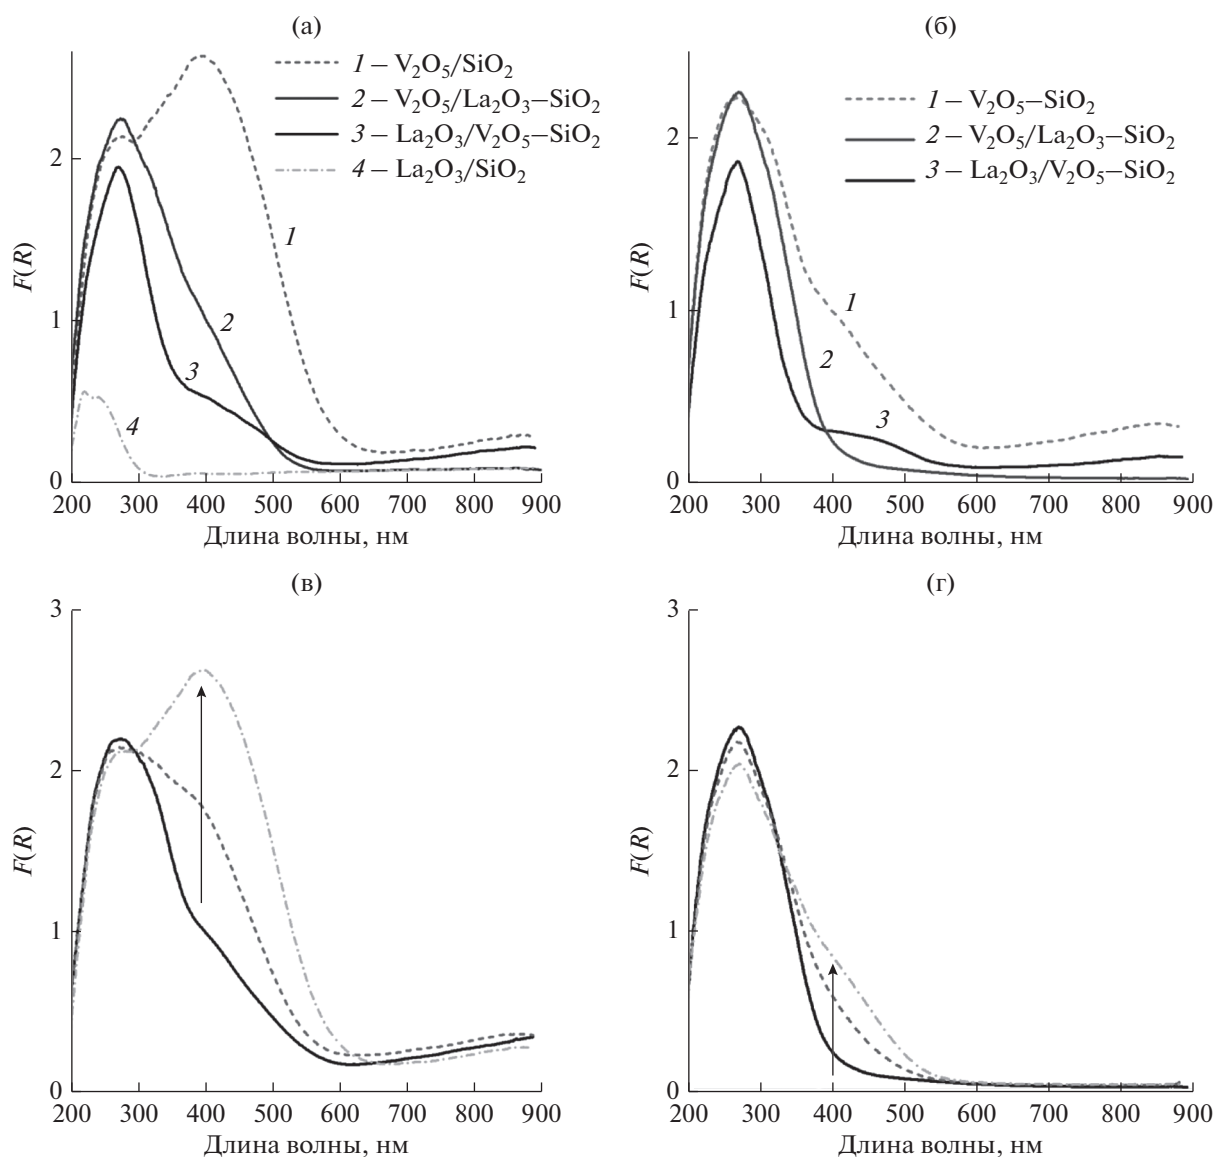 (а)
1 – V₂O₅/SiO₂
2 – V₂O₅/La₂O₃–SiO₂
3 – La₂O₃/V₂O₅–SiO₂
4 – La₂O₃/SiO₂
2
1
0
F(R)
1
2
3
4
200 300 400 500 600 700 800 900
Длина волны, нм
(б)
1 – V₂O₅–SiO₂
2 – V₂O₅/La₂O₃–SiO₂
3 – La₂O₃/V₂O₅–SiO₂
2
1
0
F(R)
1
2
3
200 300 400 500 600 700 800 900
Длина волны, нм
(в)
3
2
1
0
F(R)
200 300 400 500 600 700 800 900
Длина волны, нм
(г)
3
2
1
0
F(R)
200 300 400 500 600 700 800 900
Длина волны, нм